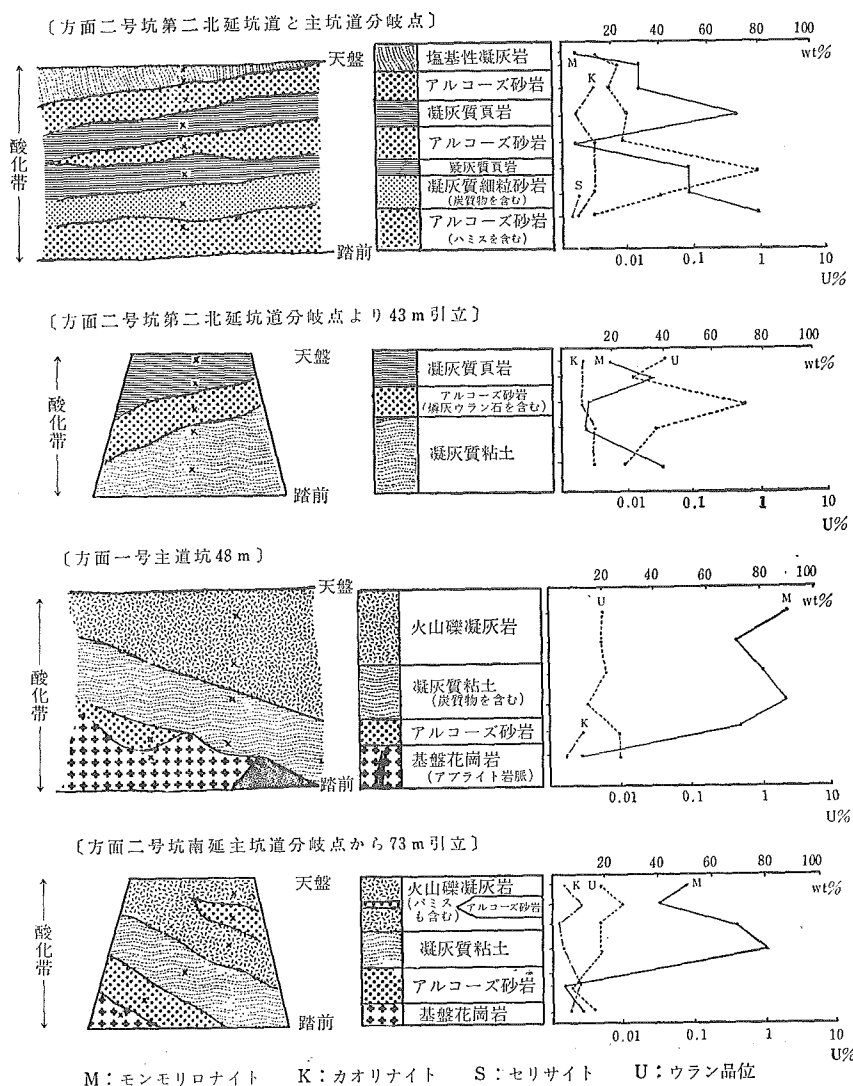 〔方面二号坑第二北延坑道と主坑道分岐点〕
天盤
酸化帯
踏前
塩基性凝灰岩
アルコーズ砂岩
凝灰質頁岩
アルコーズ砂岩
凝灰質頁岩
凝灰質細粒砂岩
(炭質物を含む)
アルコーズ砂岩
(ハミスを含む)
20 40 60 80 100
wt%
M
K
S
0.01 0.1 1 10
U%
〔方面二号坑第二北延坑道分岐点より43m引立〕
天盤
酸化帯
踏前
凝灰質頁岩
アルコーズ砂岩
(燐灰ウラン石を含む)
凝灰質粘土
20 40 60 80 100
wt%
K M U
0.01 0.1 1 10
U%
〔方面一号主道坑48m〕
天盤
酸化帯
踏前
火山礫凝灰岩
凝灰質粘土
(炭質物を含む)
アルコーズ砂岩
基盤花崗岩
(アプライト岩脈)
20 40 60 80 100
wt%
U M
K
0.01 0.1 1 10
U%
〔方面二号坑南延主坑道分岐点から73m引立〕
天盤
酸化帯
踏前
火山礫凝灰岩
(パミスも含む)
アルコーズ砂岩
凝灰質粘土
アルコーズ砂岩
基盤花崗岩
20 40 60 80 100
wt%
K U M
0.01 0.1 1 10
U%
M：モンモリロナイト K：カオリナイト S：セリサイト U：ウラン品位